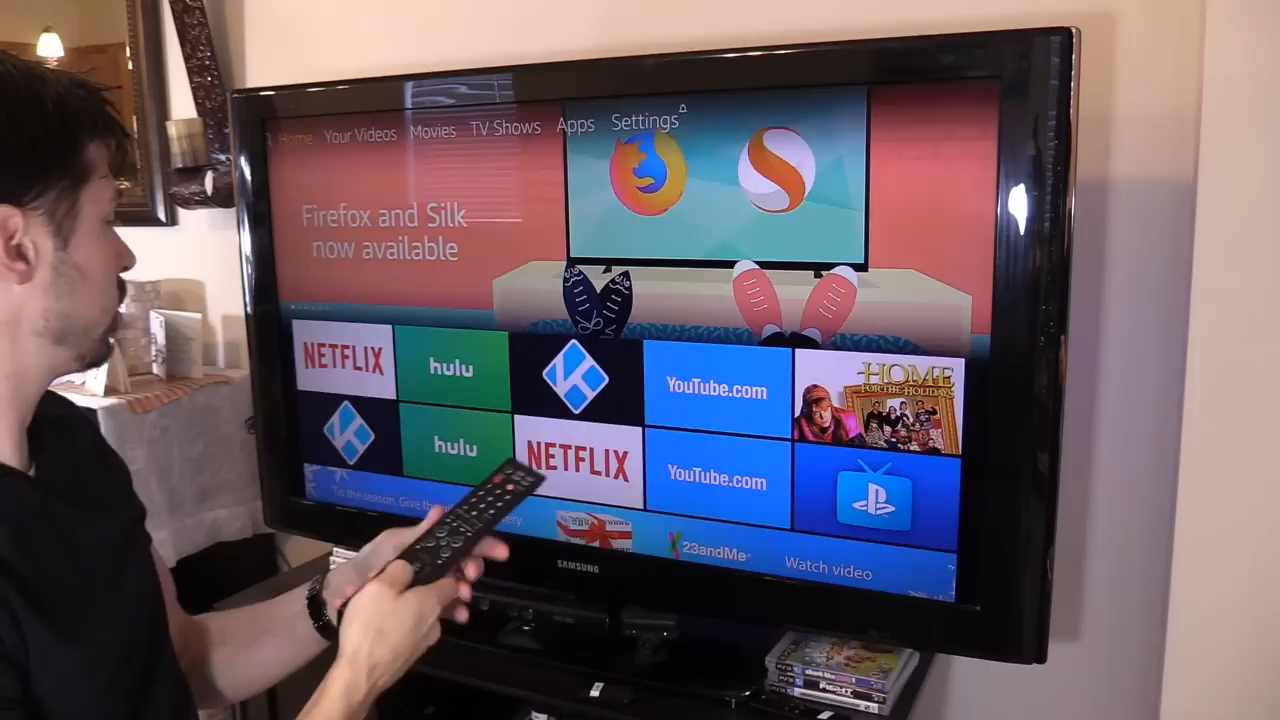 Home Your Videos Movies TV Shows Apps Settings
Firefox and Silk
now available
NETFLIX
hulu
YouTube.com
HOME
FOR THE HOLIDAYS
hulu
NETFLIX
YouTube.com
'Tis the season. Give the
23andMe
Watch video
SAMSUNG
FIGHT